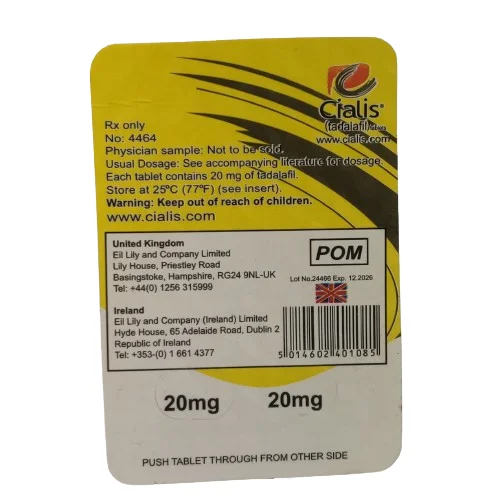 Cialis®
(tadalafil)
www.cialis.com
Rx only
No: 4464
Physician sample: Not to be sold.
Usual Dosage: See accompanying literature for dosage.
Each tablet contains 20 mg of tadalafil.
Store at 25ºC (77ºF) (see insert).
Warning: Keep out of reach of children.
www.cialis.com
United Kingdom
Eil Lily and Company Limited
Lily House, Priestley Road
Basingstoke, Hampshire, RG24 9NL-UK
Tel: +44(0) 1256 315999
POM
Lot No.24466 Exp. 12.2026
Ireland
Eil Lily and Company (Ireland) Limited
Hyde House, 65 Adelaide Road, Dublin 2
Republic of Ireland
Tel: +353-(0) 1 661 4377
5014602401085
20mg 20mg
PUSH TABLET THROUGH FROM OTHER SIDE